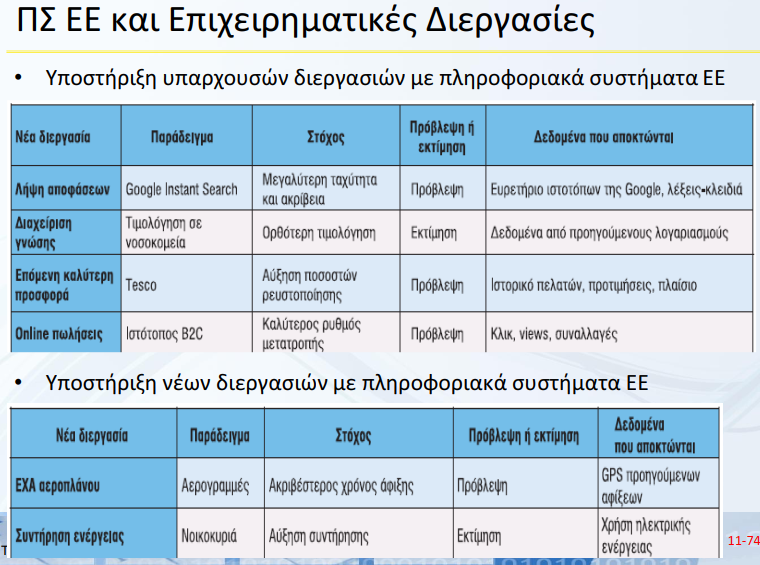 ΠΣ ΕΕ και Επιχειρηματικές Διεργασίες
• Υποστήριξη υπαρχουσών διεργασιών με πληροφοριακά συστήματα ΕΕ
Νέα διεργασία Παράδειγμα Στόχος Πρόβλεψη ή εκτίμηση Δεδομένα που αποκτώνται
Λήψη αποφάσεων Google Instant Search Μεγαλύτερη ταχύτητα και ακρίβεια Πρόβλεψη Ευρετήριο ιστοτόπων της Google, λέξεις-κλειδιά
Διαχείριση γνώσης Τιμολόγηση σε νοσοκομεία Ορθότερη τιμολόγηση Εκτίμηση Δεδομένα από προηγούμενους λογαριασμούς
Επόμενη καλύτερη προσφορά Tesco Αύξηση ποσοστών ρευστοποίησης Πρόβλεψη Ιστορικό πελατών, προτιμήσεις, πλαίσιο
Online πωλήσεις Ιστότοπος B2C Καλύτερος ρυθμός μετατροπής Πρόβλεψη Κλικ, views, συναλλαγές
• Υποστήριξη νέων διεργασιών με πληροφοριακά συστήματα ΕΕ
Νέα διεργασία Παράδειγμα Στόχος Πρόβλεψη ή εκτίμηση Δεδομένα που αποκτώνται
ΕΧΑ αεροπλάνου Αερογραμμές Ακριβέστερος χρόνος άφιξης Πρόβλεψη GPS προηγούμενων αφίξεων
Συντήρηση ενέργειας Νοικοκυριά Αύξηση συντήρησης Εκτίμηση Χρήση ηλεκτρικής ενέργειας
11-74